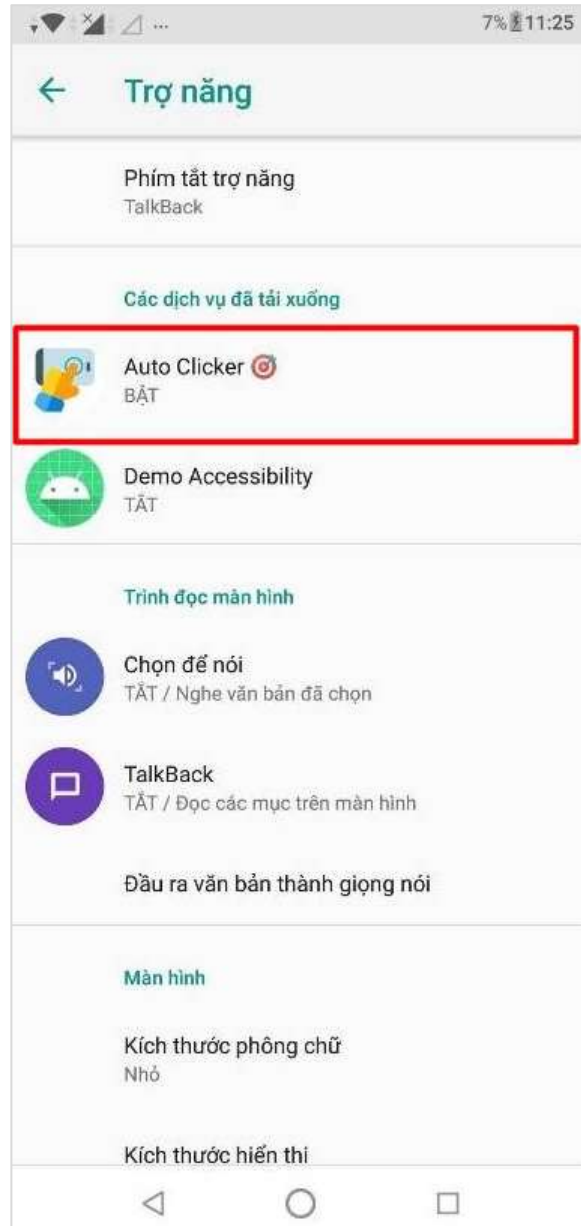 ... 7% 11:25
Trợ năng
Phím tắt trợ năng
TalkBack
Các dịch vụ đã tải xuống
Auto Clicker 🎯
BẬT
Demo Accessibility
TẮT
Trình đọc màn hình
Chọn để nói
TẮT / Nghe văn bản đã chọn
TalkBack
TẮT / Đọc các mục trên màn hình
Đầu ra văn bản thành giọng nói
Màn hình
Kích thước phông chữ
Nhỏ
Kích thước hiển thị